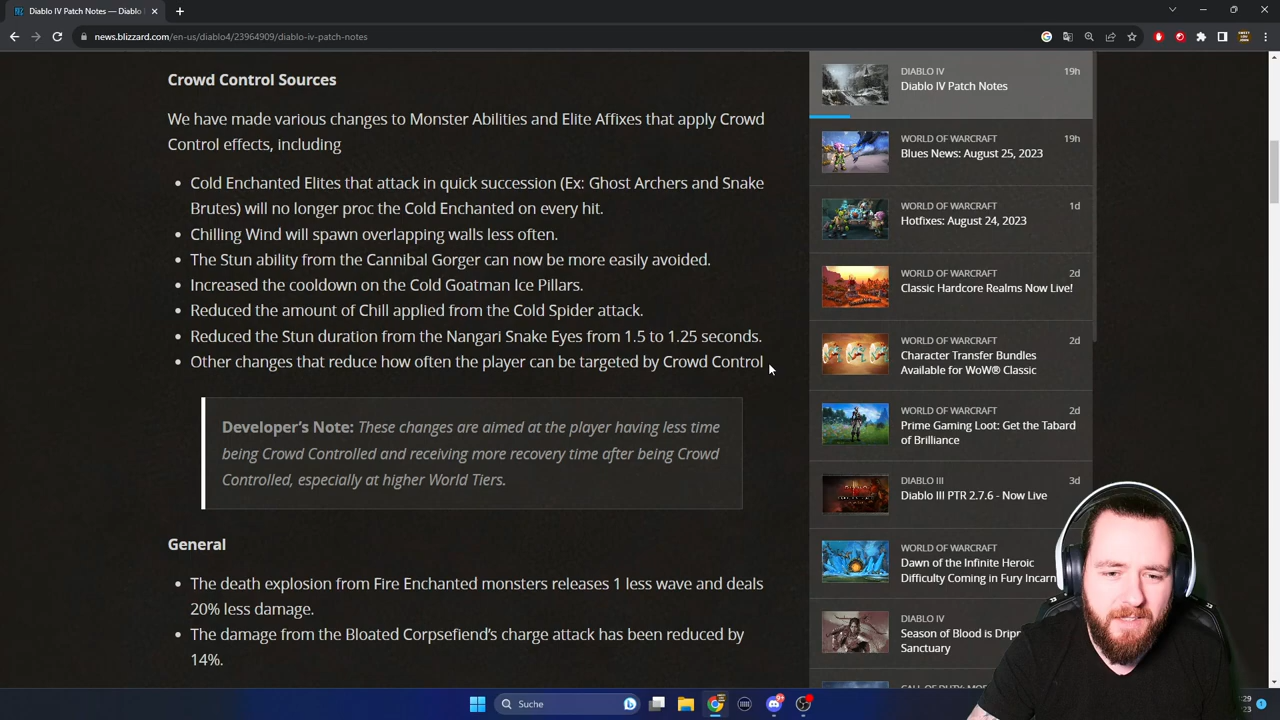 Diablo IV Patch Notes — Diablo
news.blizzard.com/en-us/diablo4/23964909/diablo-iv-patch-notes
Crowd Control Sources
We have made various changes to Monster Abilities and Elite Affixes that apply Crowd
Control effects, including
• Cold Enchanted Elites that attack in quick succession (Ex: Ghost Archers and Snake
Brutes) will no longer proc the Cold Enchanted on every hit.
• Chilling Wind will spawn overlapping walls less often.
• The Stun ability from the Cannibal Gorger can now be more easily avoided.
• Increased the cooldown on the Cold Goatman Ice Pillars.
• Reduced the amount of Chill applied from the Cold Spider attack.
• Reduced the Stun duration from the Nangari Snake Eyes from 1.5 to 1.25 seconds.
• Other changes that reduce how often the player can be targeted by Crowd Control
Developer's Note: These changes are aimed at the player having less time
being Crowd Controlled and receiving more recovery time after being Crowd
Controlled, especially at higher World Tiers.
General
• The death explosion from Fire Enchanted monsters releases 1 less wave and deals
20% less damage.
• The damage from the Bloated Corpsefiend's charge attack has been reduced by
14%.
DIABLO IV 19h
Diablo IV Patch Notes
WORLD OF WARCRAFT 19h
Blues News: August 25, 2023
WORLD OF WARCRAFT 1d
Hotfixes: August 24, 2023
WORLD OF WARCRAFT 2d
Classic Hardcore Realms Now Live!
WORLD OF WARCRAFT 2d
Character Transfer Bundles
Available for WoW® Classic
WORLD OF WARCRAFT 2d
Prime Gaming Loot: Get the Tabard
of Brilliance
DIABLO III 3d
Diablo III PTR 2.7.6 - Now Live
WORLD OF WARCRAFT
Dawn of the Infinite Heroic
Difficulty Coming in Fury Incarn
DIABLO IV
Season of Blood is Drip
Sanctuary
Suche